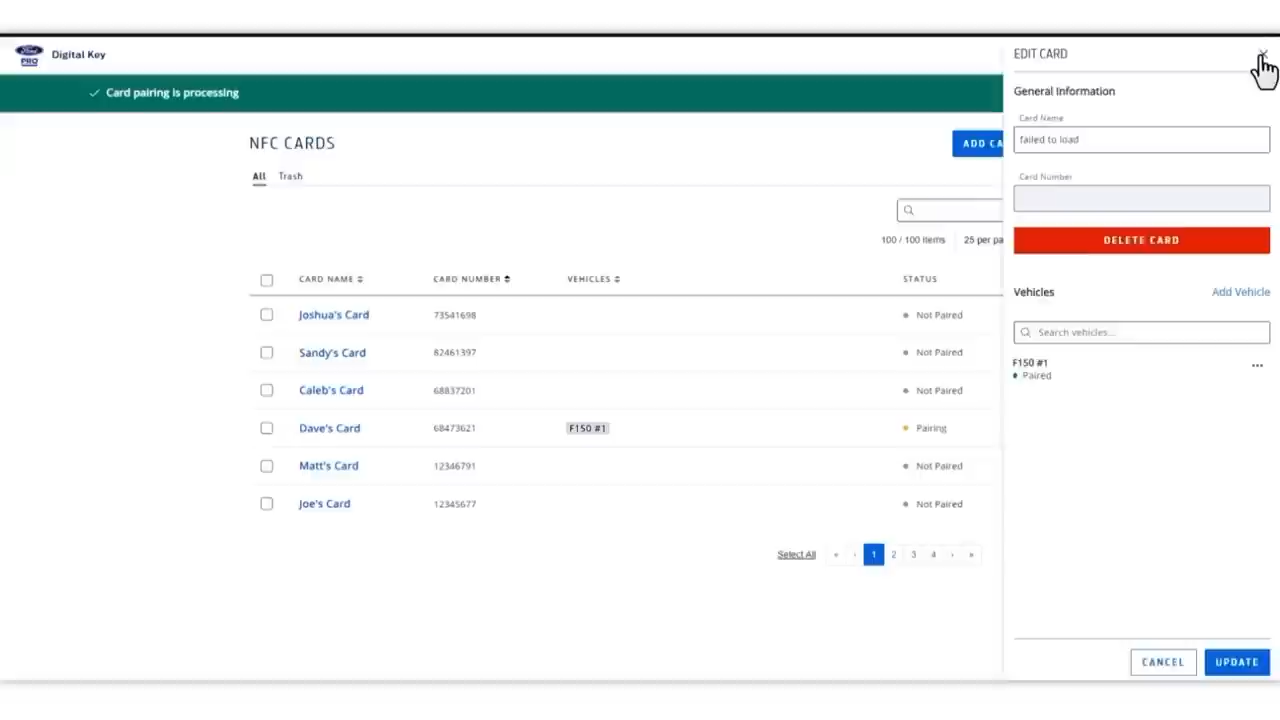 Ford
PRO
Digital Key
Card pairing is processing
NFC CARDS
ADD CA
All Trash
100 / 100 items 25 per pa
CARD NAME CARD NUMBER VEHICLES STATUS
Joshua's Card 73541698 Not Paired
Sandy's Card 82461397 Not Paired
Caleb's Card 68837201 Not Paired
Dave's Card 68473621 F150 #1 Pairing
Matt's Card 12346791 Not Paired
Joe's Card 12345677 Not Paired
Select All « ‹ 1 2 3 4 › »
EDIT CARD
General Information
Card Name
failed to load
Card Number
DELETE CARD
Vehicles Add Vehicle
Search vehicles...
F150 #1
Paired
CANCEL UPDATE